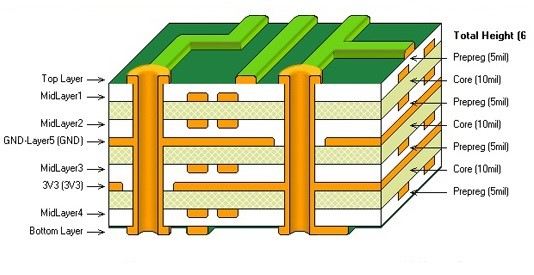 Total Height (6
Prepreg (5mil)
Top Layer
Core (10mil)
MidLayer1
Prepreg (5mil)
MidLayer2
Core (10mil)
GND-Layer5 (GND)
Prepreg (5mil)
MidLayer3
Core (10mil)
3V3 (3V3)
Prepreg (5mil)
MidLayer4
Bottom Layer